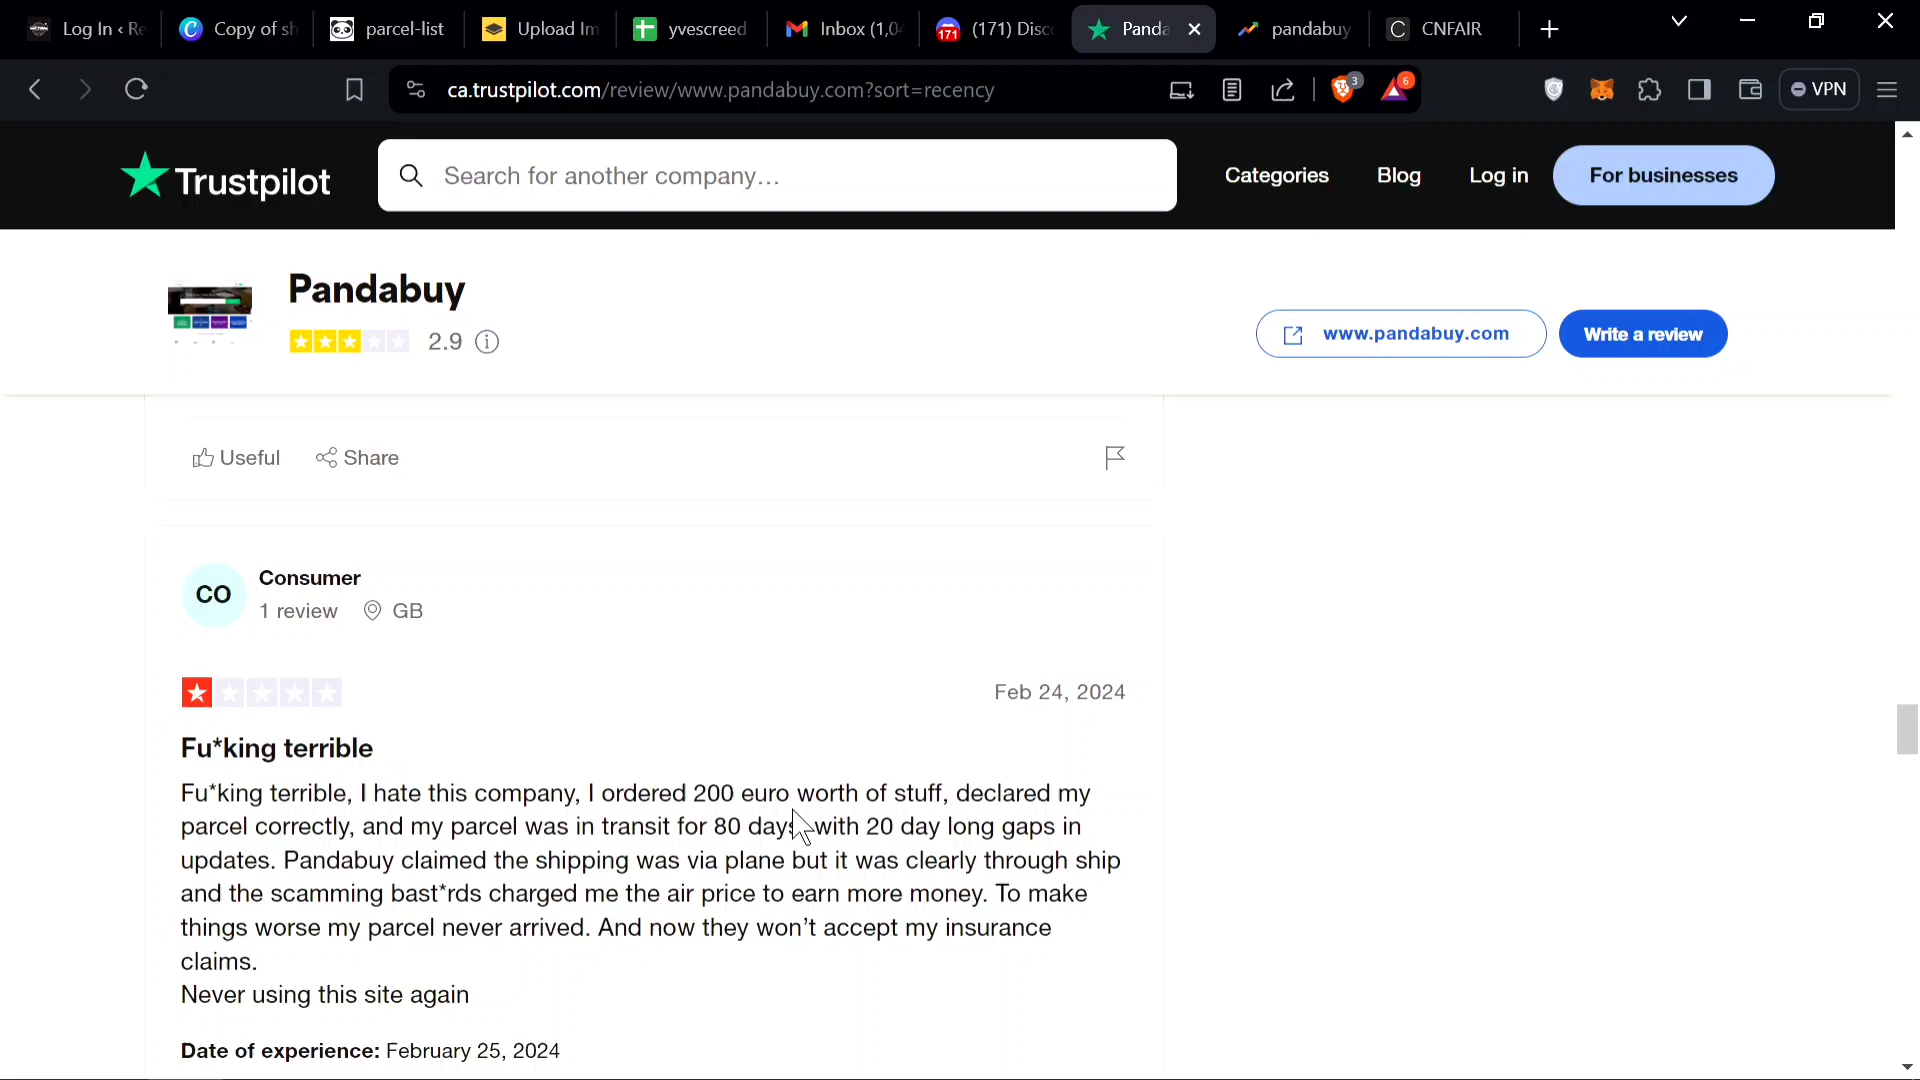 Log In ‹ Re
Copy of sh
parcel-list
Upload Im
yvescreed
Inbox (1,04
171
(171) Disco
Panda
pandabuy
C
CNFAIR
ca.trustpilot.com/review/www.pandabuy.com?sort=recency
3
6
VPN
Trustpilot
Search for another company...
Categories
Blog
Log in
For businesses
Pandabuy
2.9
www.pandabuy.com
Write a review
Useful
Share
CO
Consumer
1 review
GB
Feb 24, 2024
Fu*king terrible
Fu*king terrible, I hate this company, I ordered 200 euro worth of stuff, declared my
parcel correctly, and my parcel was in transit for 80 days with 20 day long gaps in
updates. Pandabuy claimed the shipping was via plane but it was clearly through ship
and the scamming bast*rds charged me the air price to earn more money. To make
things worse my parcel never arrived. And now they won't accept my insurance
claims.
Never using this site again
Date of experience: February 25, 2024